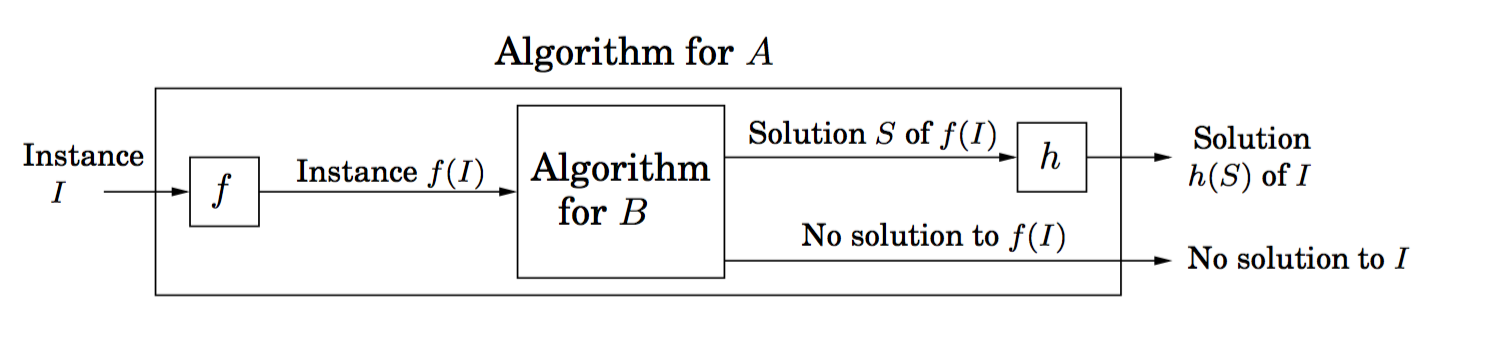 Algorithm for A
Instance
I
f
Instance f(I)
Algorithm
for B
Solution S of f(I)
h
Solution
h(S) of I
No solution to f(I)
No solution to I